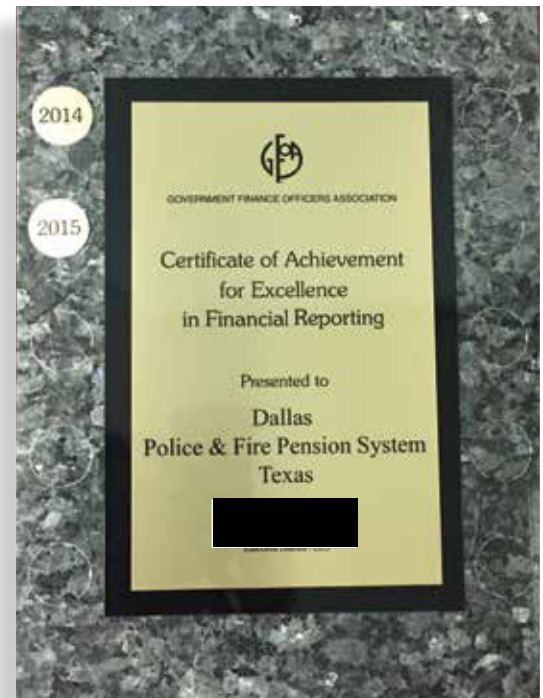 2014
2015
GFOA
GOVERNMENT FINANCE OFFICERS ASSOCIATION
Certificate of Achievement
for Excellence
in Financial Reporting
Presented to
Dallas
Police & Fire Pension System
Texas